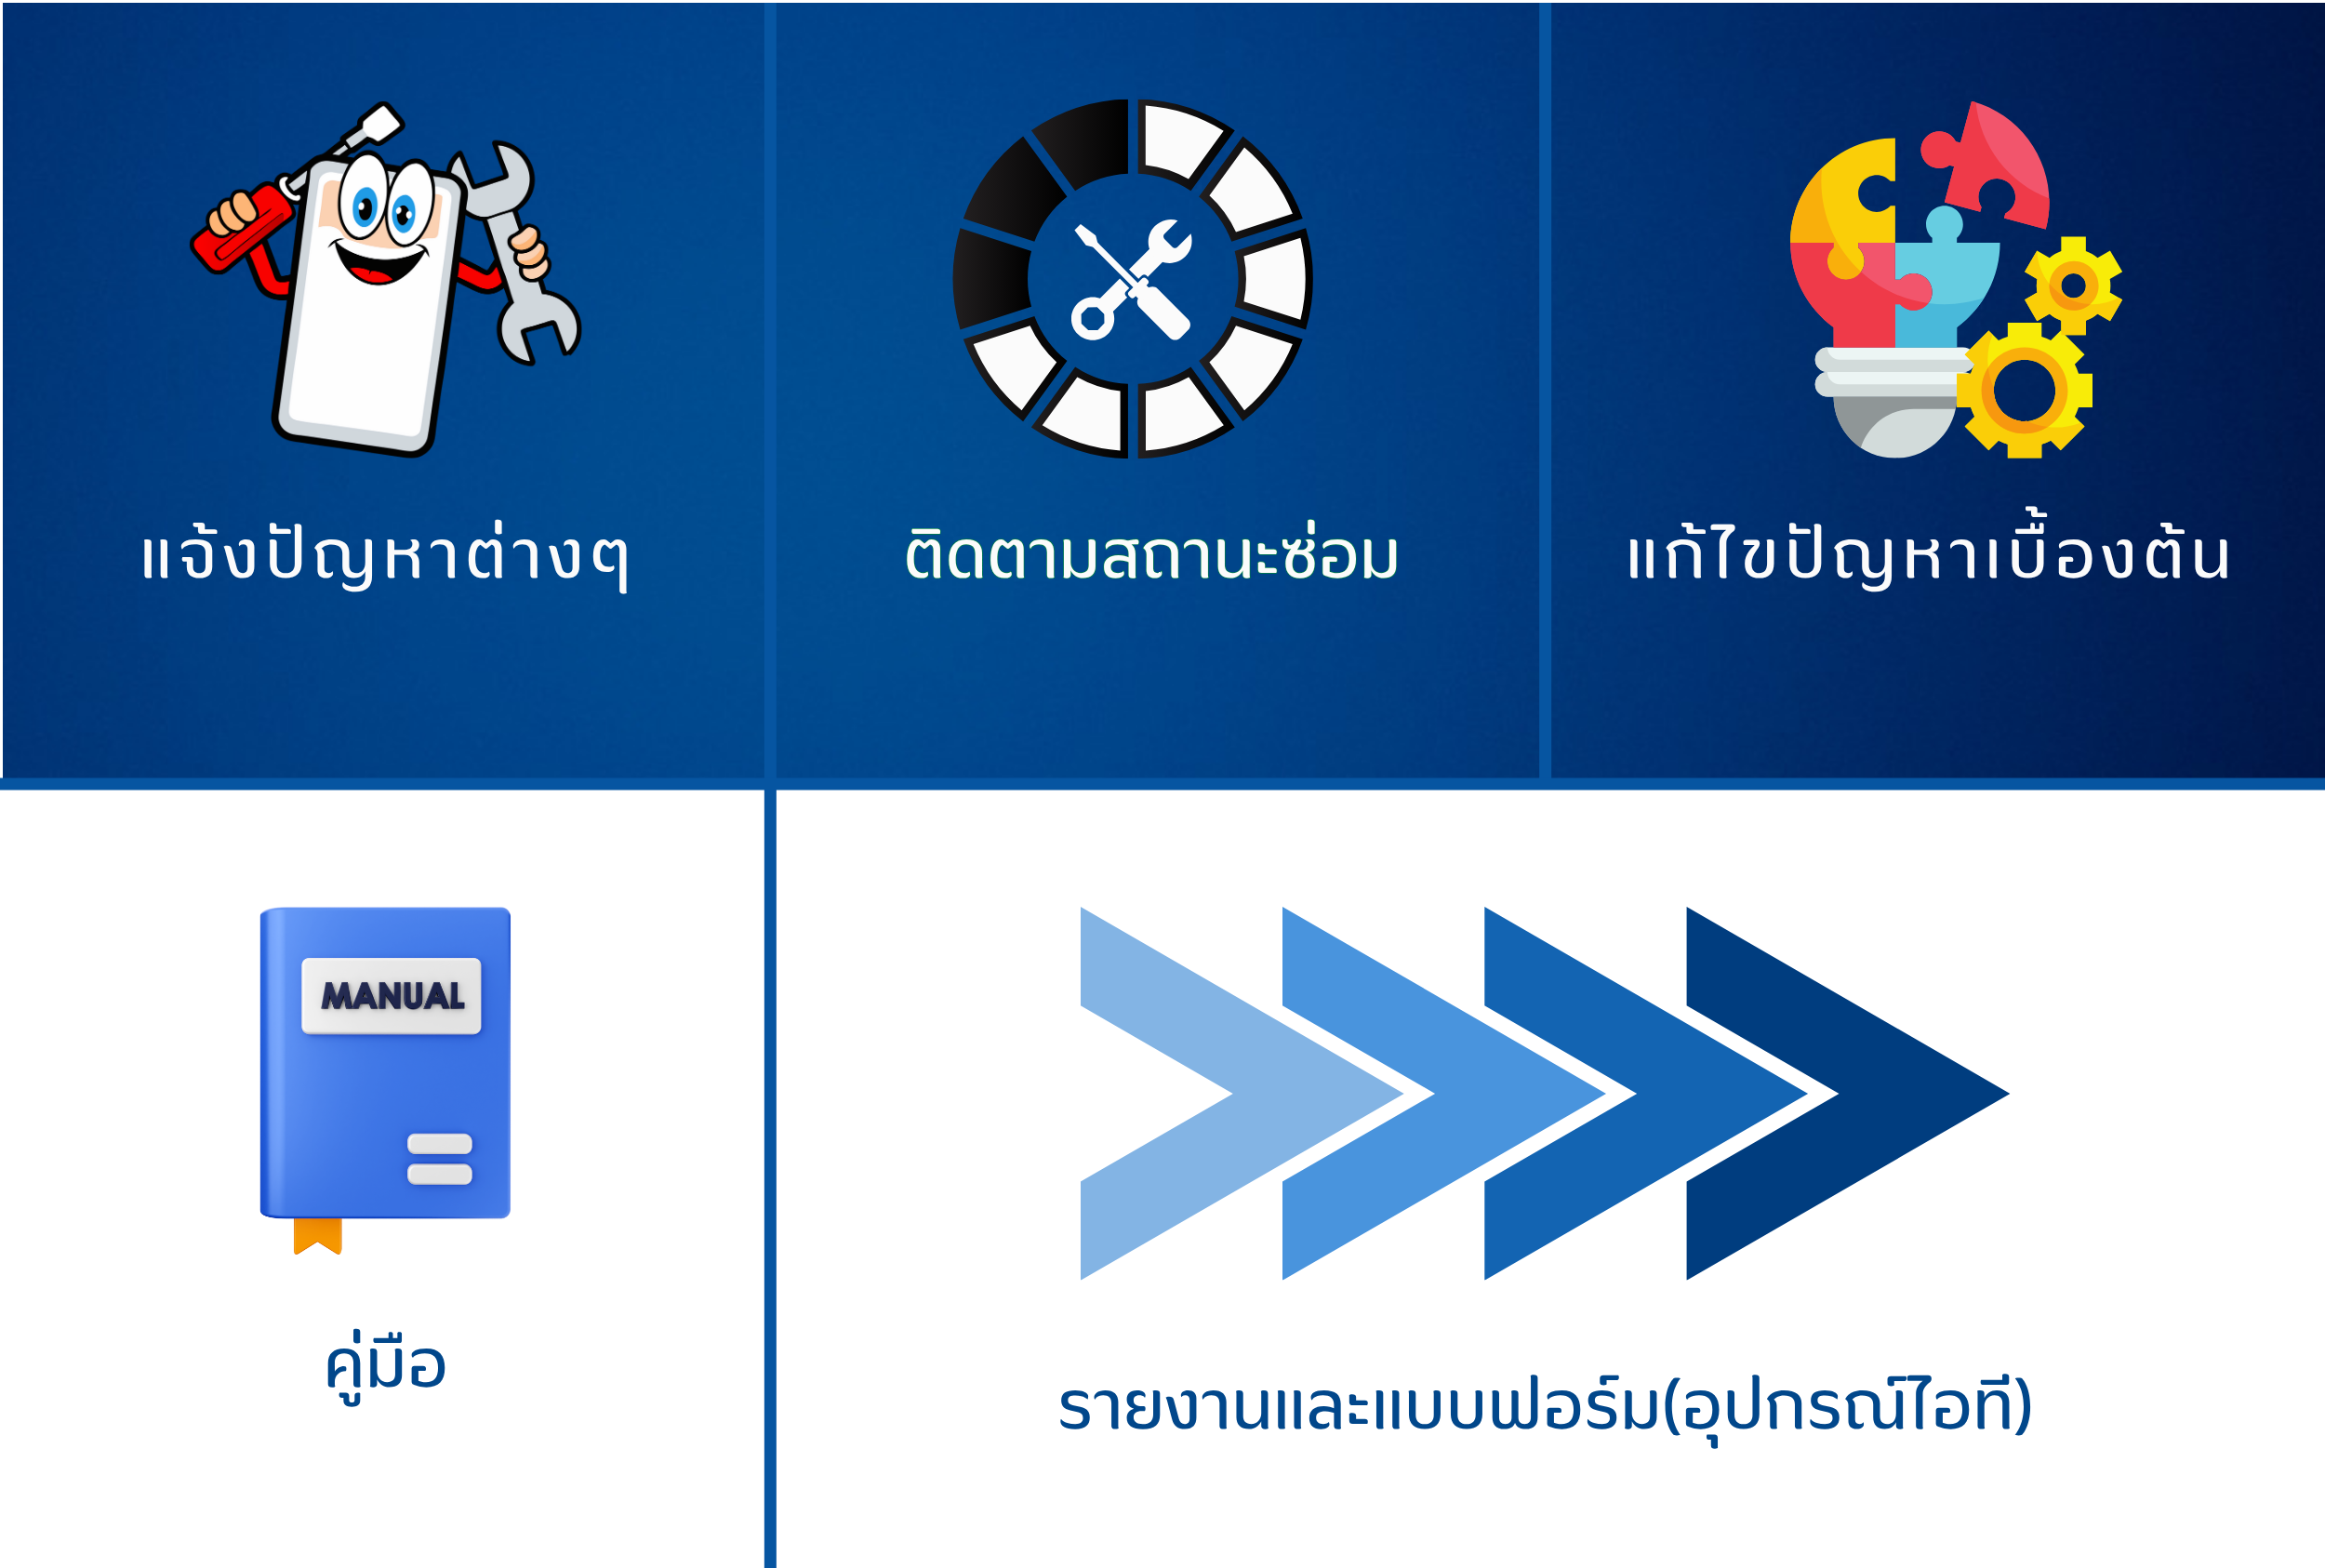 แจ้งปัญหาต่างๆ
ติดตามสถานะซ่อม
แก้ไขปัญหาเบื้องต้น
MANUAL
คู่มือ
รายงานและแบบฟอร์ม(อุปกรณ์ไอที)